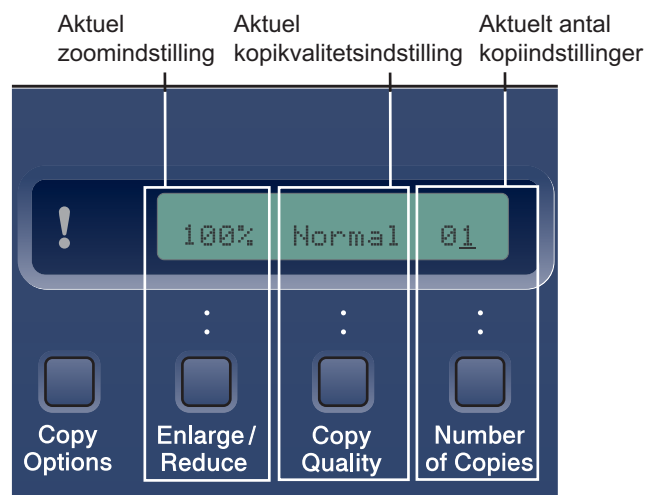 Aktuel
zoomindstilling
Aktuel
kopikvalitetsindstilling
Aktuelt antal
kopiindstillinger
!
100% Normal 01
Copy
Options
Enlarge /
Reduce
Copy
Quality
Number
of Copies